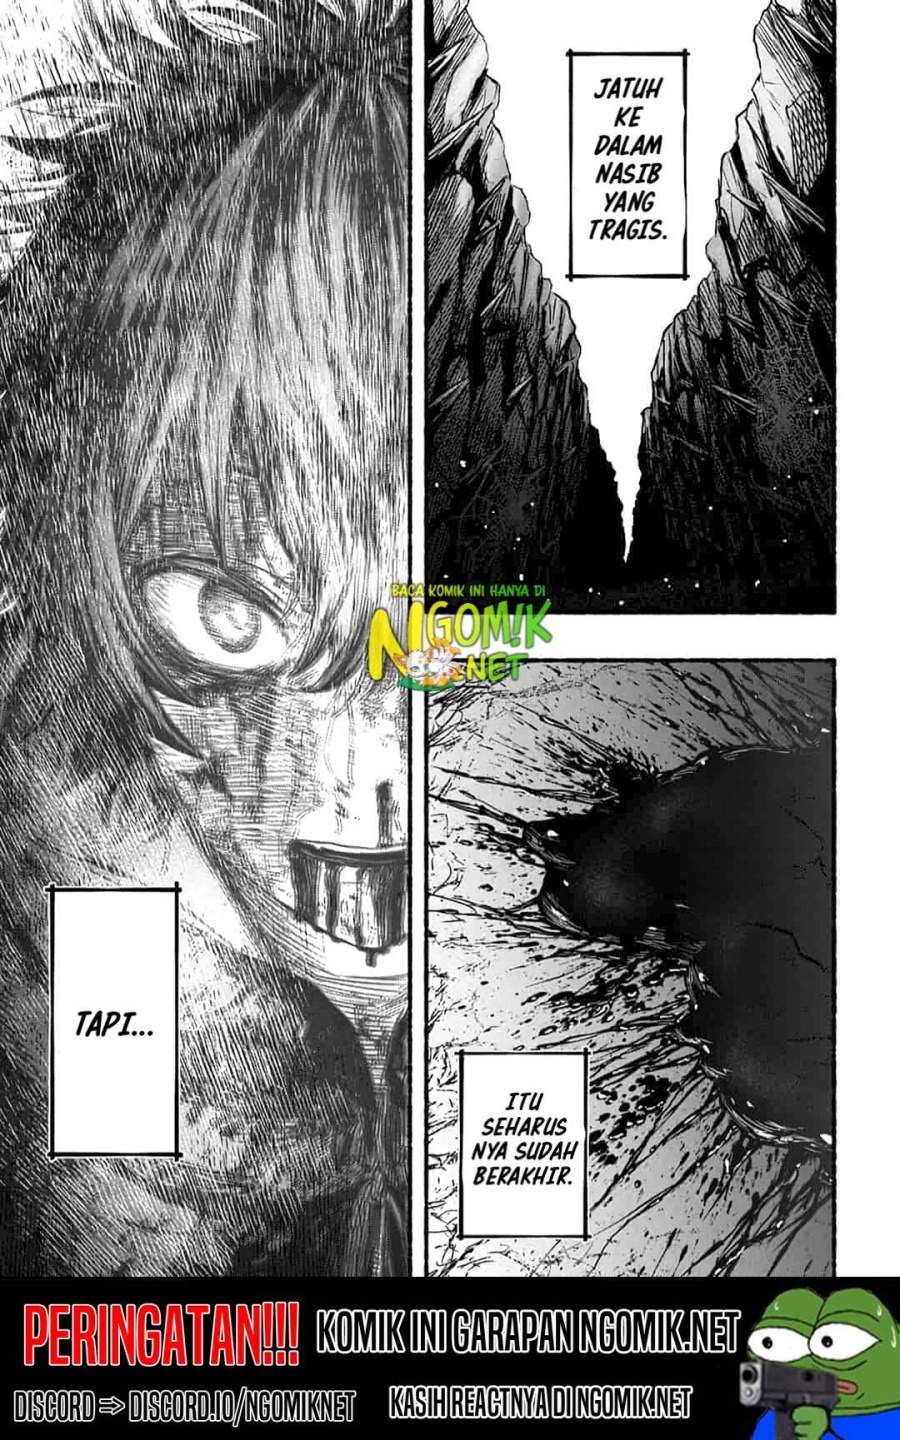 JATUH
KE
DALAM
NASIB
YANG
TRAGIS.
BACA KOMIK INI HANYA DI
NGOMIK
.NET
ITU
SEHARUS
NYA SUDAH
BERAKHIR.
TAPI...
PERINGATAN!!! KOMIK INI GARAPAN NGOMIK.NET
DISCORD => DISCORD.IO/NGOMIKNET KASIH REACTNYA DI NGOMIK.NET